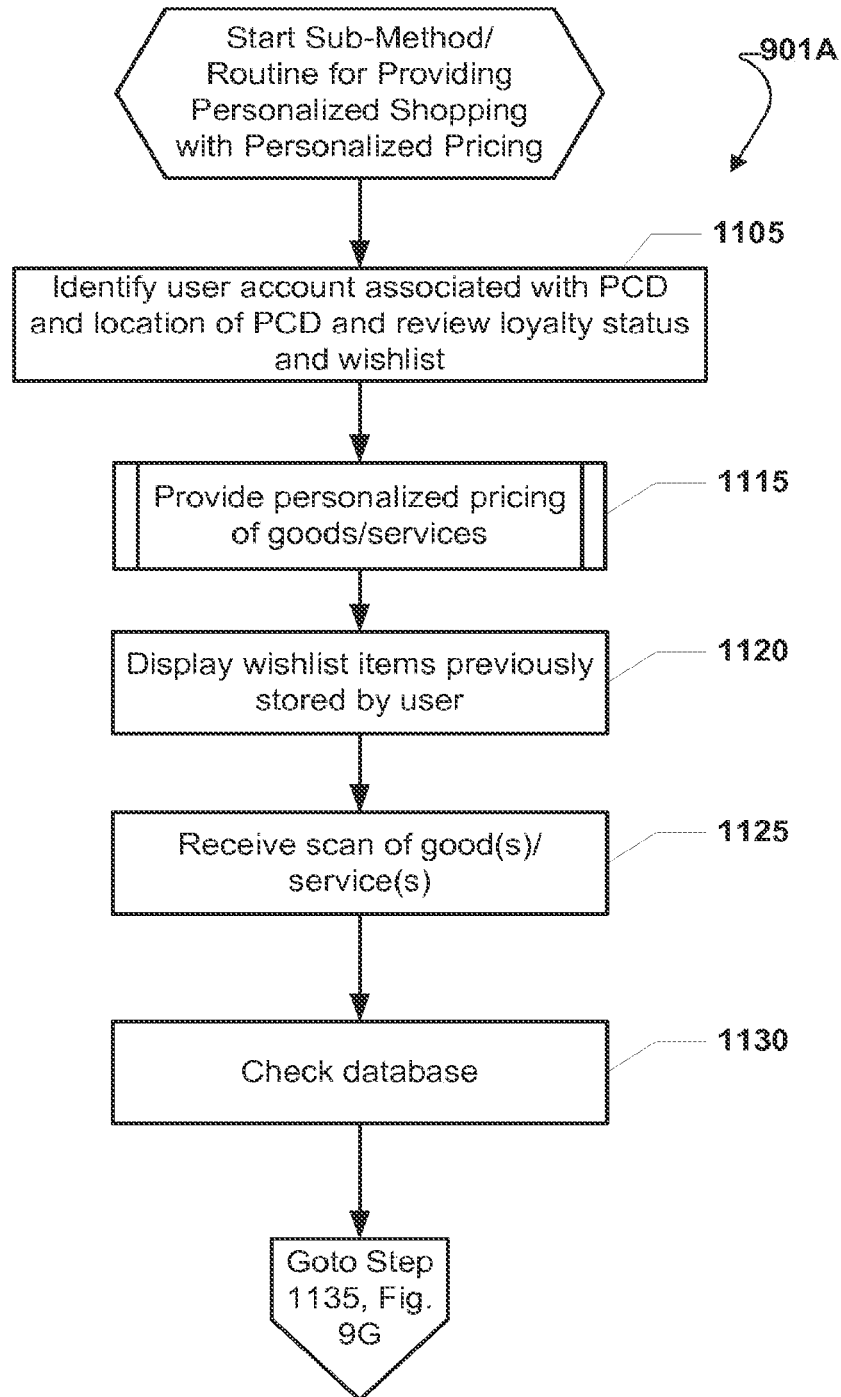 Start Sub-Method/
Routine for Providing
Personalized Shopping
with Personalized Pricing
901A
1105
Identify user account associated with PCD
and location of PCD and review loyalty status
and wishlist
1115
Provide personalized pricing
of goods/services
1120
Display wishlist items previously
stored by user
1125
Receive scan of good(s)/
service(s)
1130
Check database
Goto Step
1135, Fig.
9G